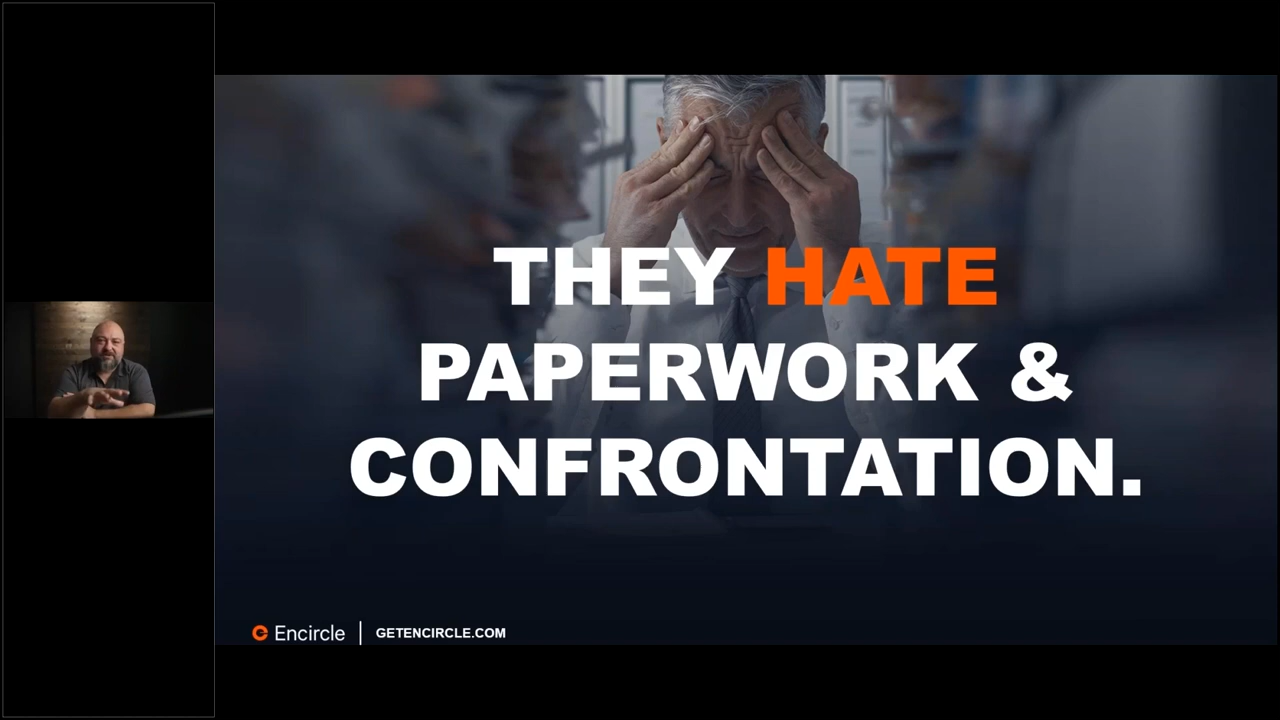 THEY HATE
PAPERWORK &
CONFRONTATION.
Encircle | GETENCIRCLE.COM